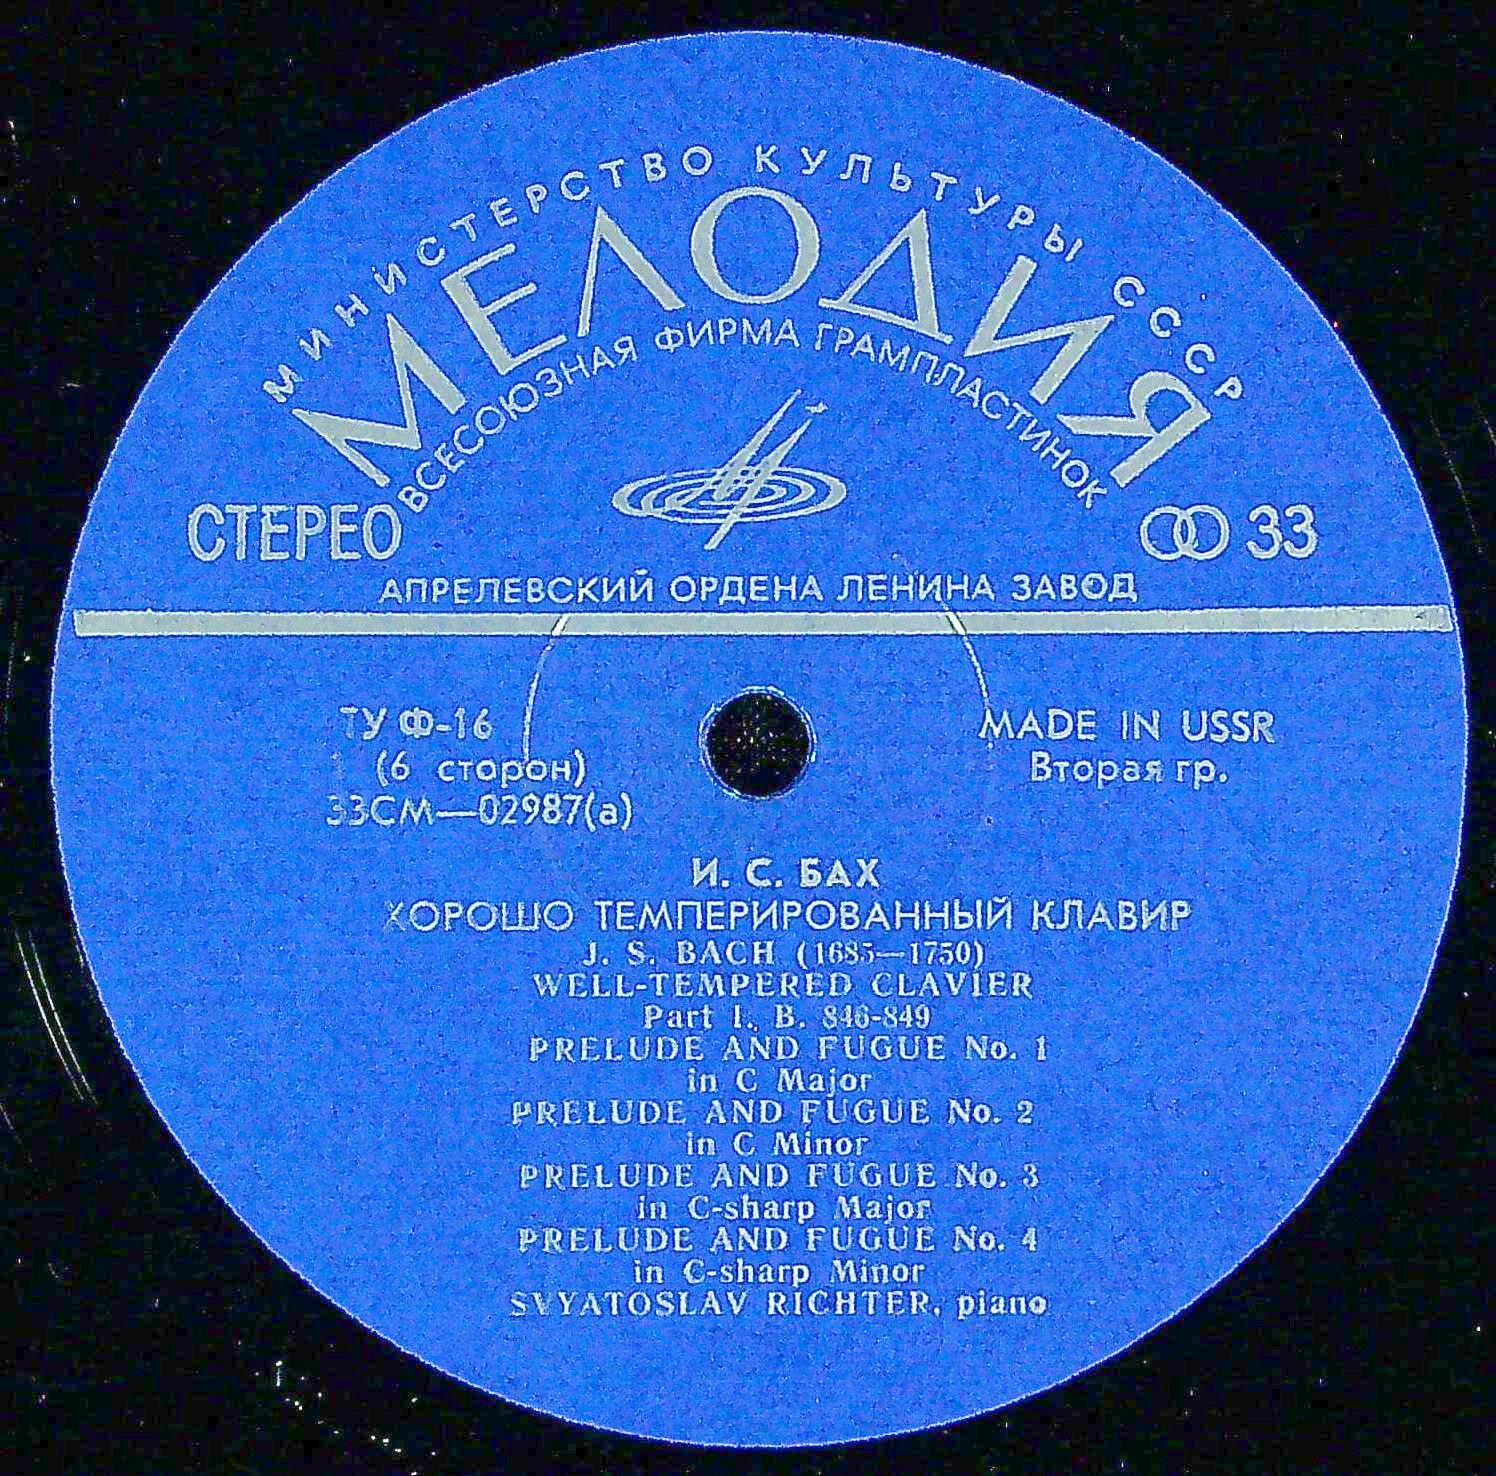 МИНИСТЕРСТВО КУЛЬТУРЫ СССР
МЕЛОДИЯ
ВСЕСОЮЗНАЯ ФИРМА ГРАМПЛАСТИНОК
СТЕРЕО
33
АПРЕЛЕВСКИЙ ОРДЕНА ЛЕНИНА ЗАВОД
ТУ Ф-16
(6 сторон)
33СМ—02987(а)
MADE IN USSR
Вторая гр.
И. С. БАХ
ХОРОШО ТЕМПЕРИРОВАННЫЙ КЛАВИР
J. S. BACH (1685—1750)
WELL-TEMPERED CLAVIER
Part I., B. 846-849
PRELUDE AND FUGUE No. 1
in C Major
PRELUDE AND FUGUE No. 2
in C Minor
PRELUDE AND FUGUE No. 3
in C-sharp Major
PRELUDE AND FUGUE No. 4
in C-sharp Minor
SVYATOSLAV RICHTER, piano